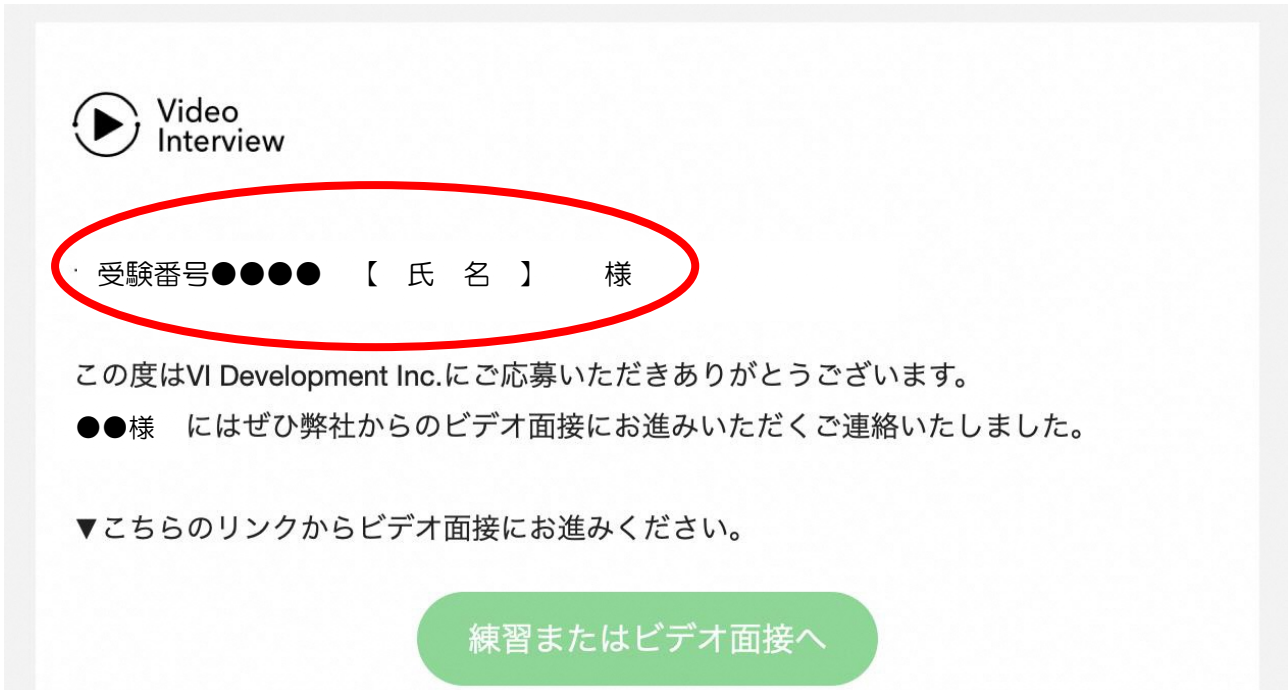 Video
Interview
受験番号●●●● 【 氏 名 】 様
この度はVI Development Inc.にご応募いただきありがとうございます。
●●様 にはぜひ弊社からのビデオ面接にお進みいただくご連絡いたしました。
▼こちらのリンクからビデオ面接にお進みください。
練習またはビデオ面接へ